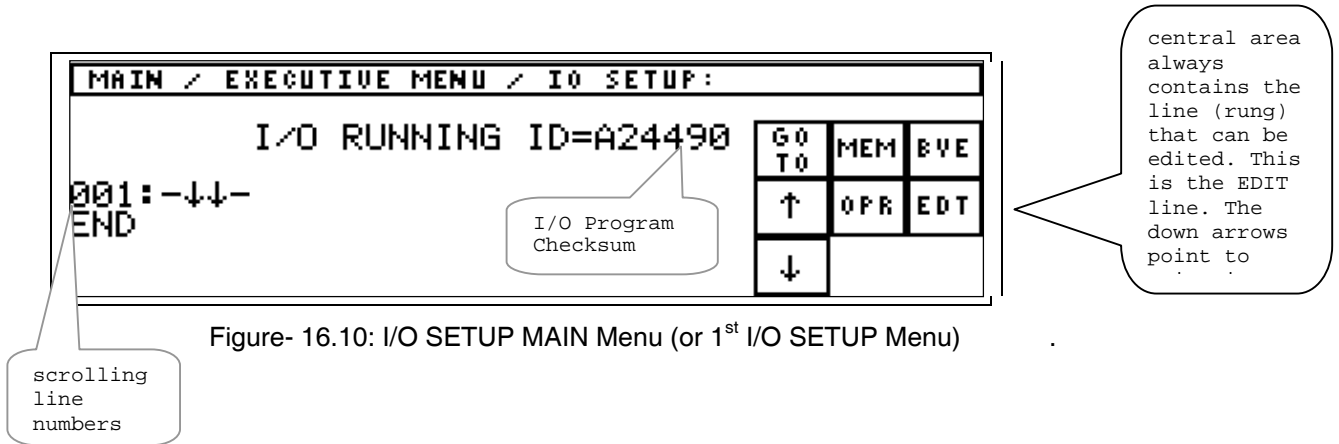 MAIN / EXECUTIVE MENU / IO SETUP:
I/O RUNNING ID=A24490
001:-↓↓-
END
GO
TO
MEM
BYE
↑
OPR
EDT
↓
I/O Program
Checksum
central area
always
contains the
line (rung)
that can be
edited. This
is the EDIT
line. The
down arrows
point to
Figure- 16.10: I/O SETUP MAIN Menu (or 1st I/O SETUP Menu) .
scrolling
line
numbers